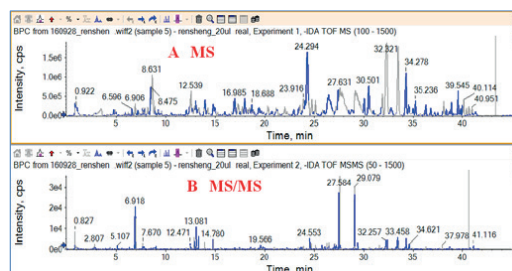 BPC from 160928_renshen .wiff2 (sample 5) - rensheng_20ul real, Experiment 1, -IDA TOF MS (100 - 1500)
A MS
Intensity, cps
1.5e6
1.0e6
5.0e5
0.0e0
0.922
6.596
6.906
8.631
8.475
12.539
16.985
18.688
23.916
24.294
27.631
30.501
32.321
34.278
35.236
39.545
40.114
40.951
5 10 15 20 25 30 35 40
Time, min
BPC from 160928_renshen .wiff2 (sample 5) - rensheng_20ul real, Experiment 2, -IDA TOF MSMS (50 - 1500)
B MS/MS
Intensity, cps
3e5
2e5
1e5
0e0
0.827
2.807
5.107
6.918
7.670
12.471
13.081
14.780
19.566
24.553
27.584
29.079
32.257
33.458
34.621
37.978
41.116
5 10 15 20 25 30 35 40
Time, min